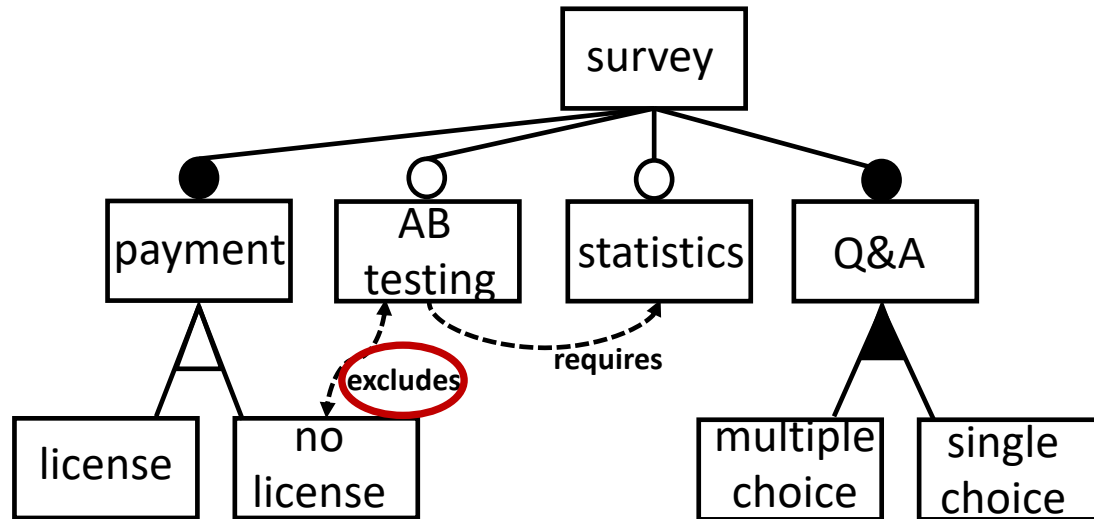 survey
payment
AB
testing
statistics
Q&A
excludes
requires
license
no
license
multiple
choice
single
choice